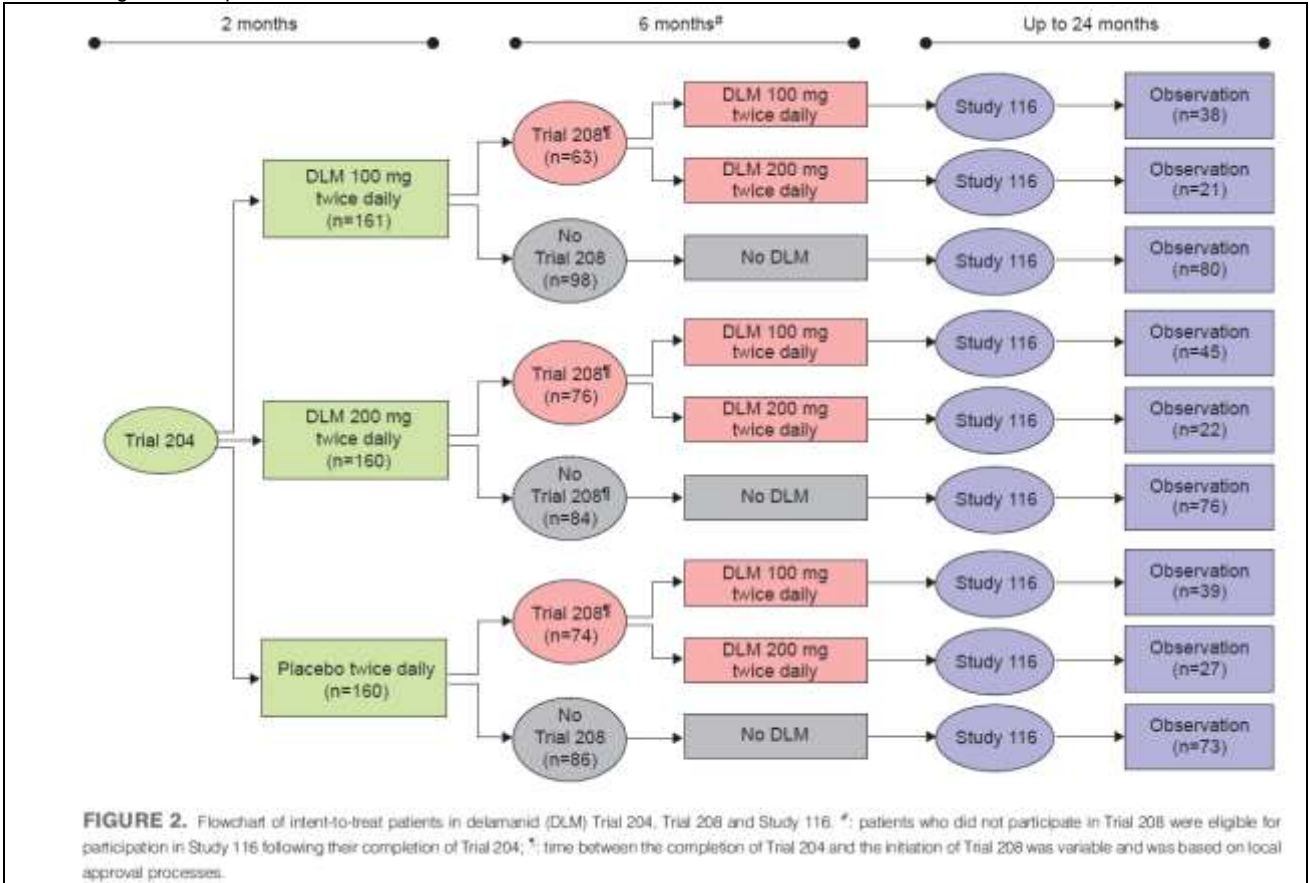 2 months
6 months#
Up to 24 months
Trial 204
DLM 100 mg
twice daily
(n=161)
Trial 208¶
(n=63)
DLM 100 mg
twice daily
Study 116
Observation
(n=38)
DLM 200 mg
twice daily
Study 116
Observation
(n=21)
No
Trial 208
(n=98)
No DLM
Study 116
Observation
(n=80)
DLM 200 mg
twice daily
(n=160)
Trial 208¶
(n=76)
DLM 100 mg
twice daily
Study 116
Observation
(n=45)
DLM 200 mg
twice daily
Study 116
Observation
(n=22)
No
Trial 208¶
(n=84)
No DLM
Study 116
Observation
(n=76)
Placebo twice daily
(n=160)
Trial 208¶
(n=74)
DLM 100 mg
twice daily
Study 116
Observation
(n=39)
DLM 200 mg
twice daily
Study 116
Observation
(n=27)
No
Trial 208
(n=86)
No DLM
Study 116
Observation
(n=73)
FIGURE 2. Flowchart of intent-to-treat patients in delamanid (DLM) Trial 204, Trial 208 and Study 116. #: patients who did not participate in Trial 208 were eligible for
participation in Study 116 following their completion of Trial 204; ¶: time between the completion of Trial 204 and the initiation of Trial 208 was variable and was based on local
approval processes.